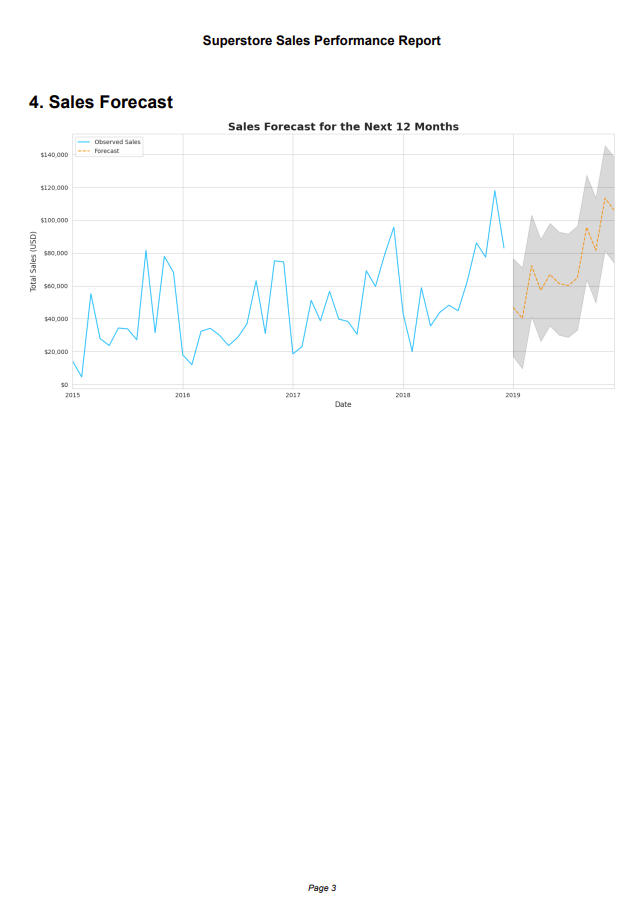 Superstore Sales Performance Report
4. Sales Forecast
Sales Forecast for the Next 12 Months
Observed Sales
Forecast
$140,000
$120,000
$100,000
$80,000
$60,000
$40,000
$20,000
$0
Total Sales (USD)
2015 2016 2017 2018 2019
Date
Page 3